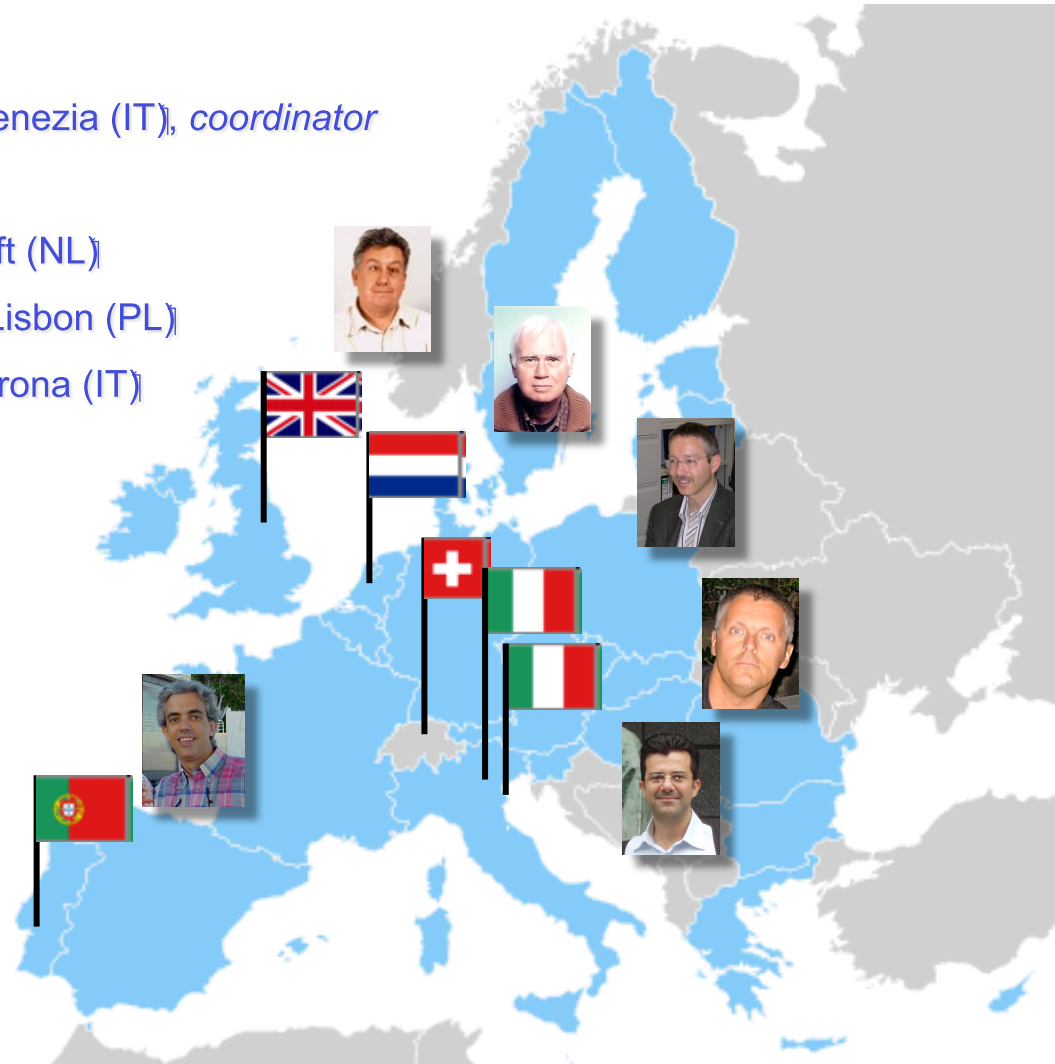 enezia (IT), coordinator
ft (NL)
Lisbon (PL)
rona (IT)